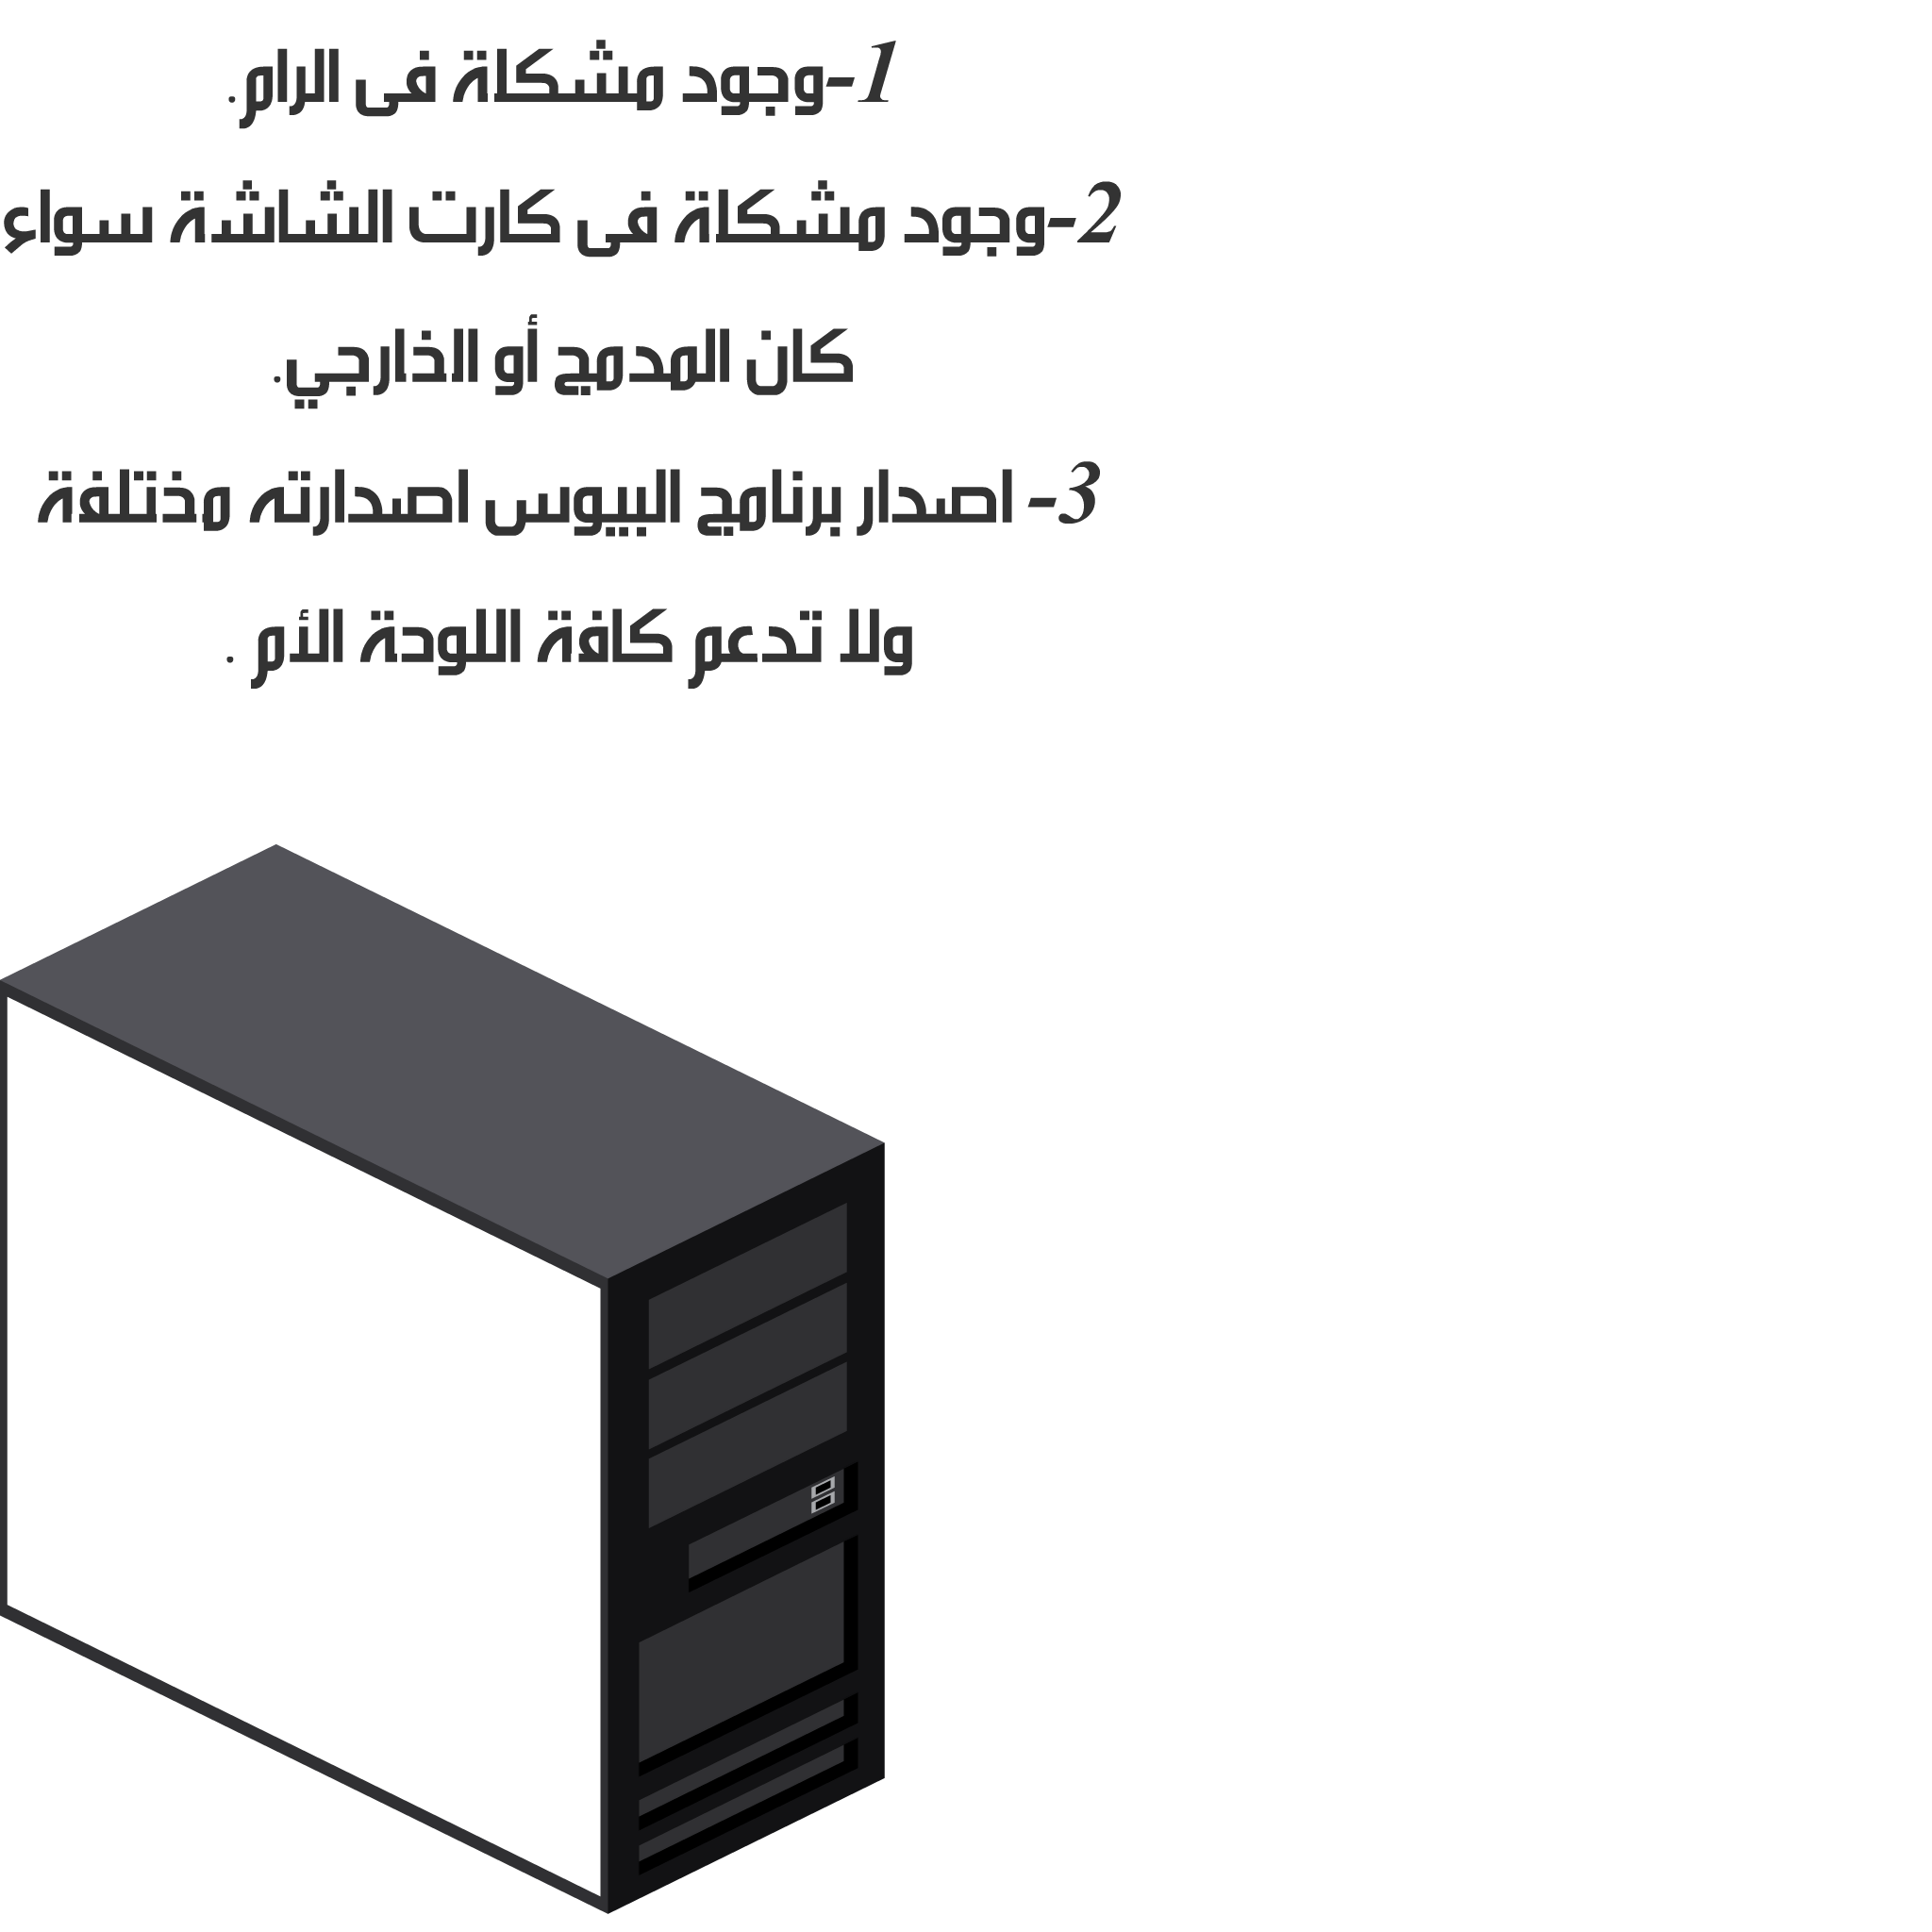 1-وجود مشكلة فى الرام.
2-وجود مشكلة فى كارت الشاشة سواء
كان المدمج أو الخارجي.
3- اصدار برنامج البيوس اصدارته مختلفة
ولا تدعم كافة اللوحة الأم .